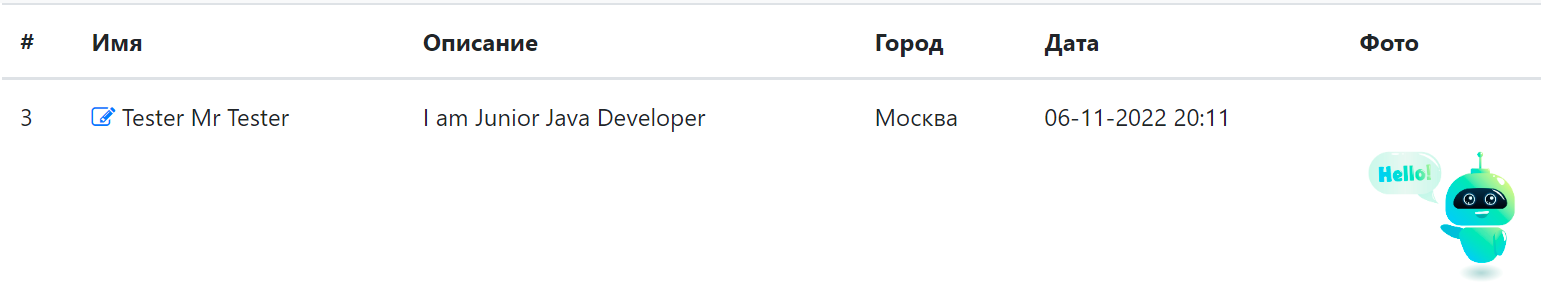 # Имя Описание Город Дата Фото
3 Tester Mr Tester I am Junior Java Developer Москва 06-11-2022 20:11
Hello!